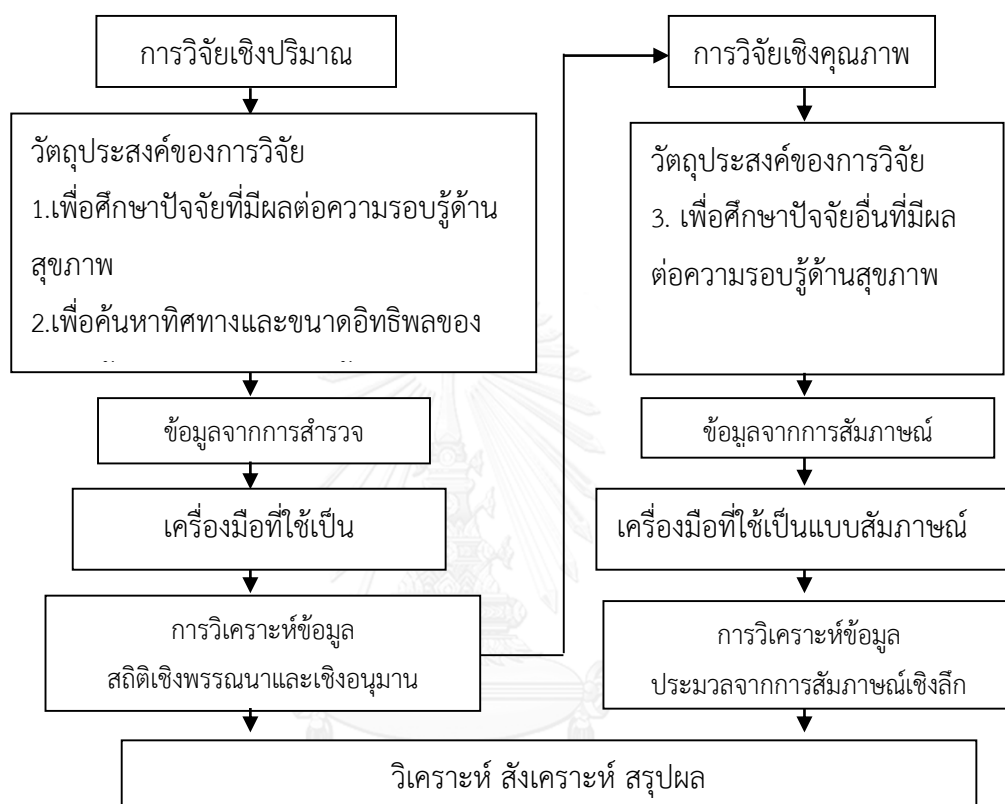 การวิจัยเชิงปริมาณ
วัตถุประสงค์ของการวิจัย
1.เพื่อศึกษาปัจจัยที่มีผลต่อความรอบรู้ด้าน
สุขภาพ
2.เพื่อค้นหาทิศทางและขนาดอิทธิพลของ
ข้อมูลจากการสำรวจ
เครื่องมือที่ใช้เป็น
การวิเคราะห์ข้อมูล
สถิติเชิงพรรณนาและเชิงอนุมาน
การวิจัยเชิงคุณภาพ
วัตถุประสงค์ของการวิจัย
3. เพื่อศึกษาปัจจัยอื่นที่มีผล
ต่อความรอบรู้ด้านสุขภาพ
ข้อมูลจากการสัมภาษณ์
เครื่องมือที่ใช้เป็นแบบสัมภาษณ์
การวิเคราะห์ข้อมูล
ประมวลจากการสัมภาษณ์เชิงลึก
วิเคราะห์ สังเคราะห์ สรุปผล